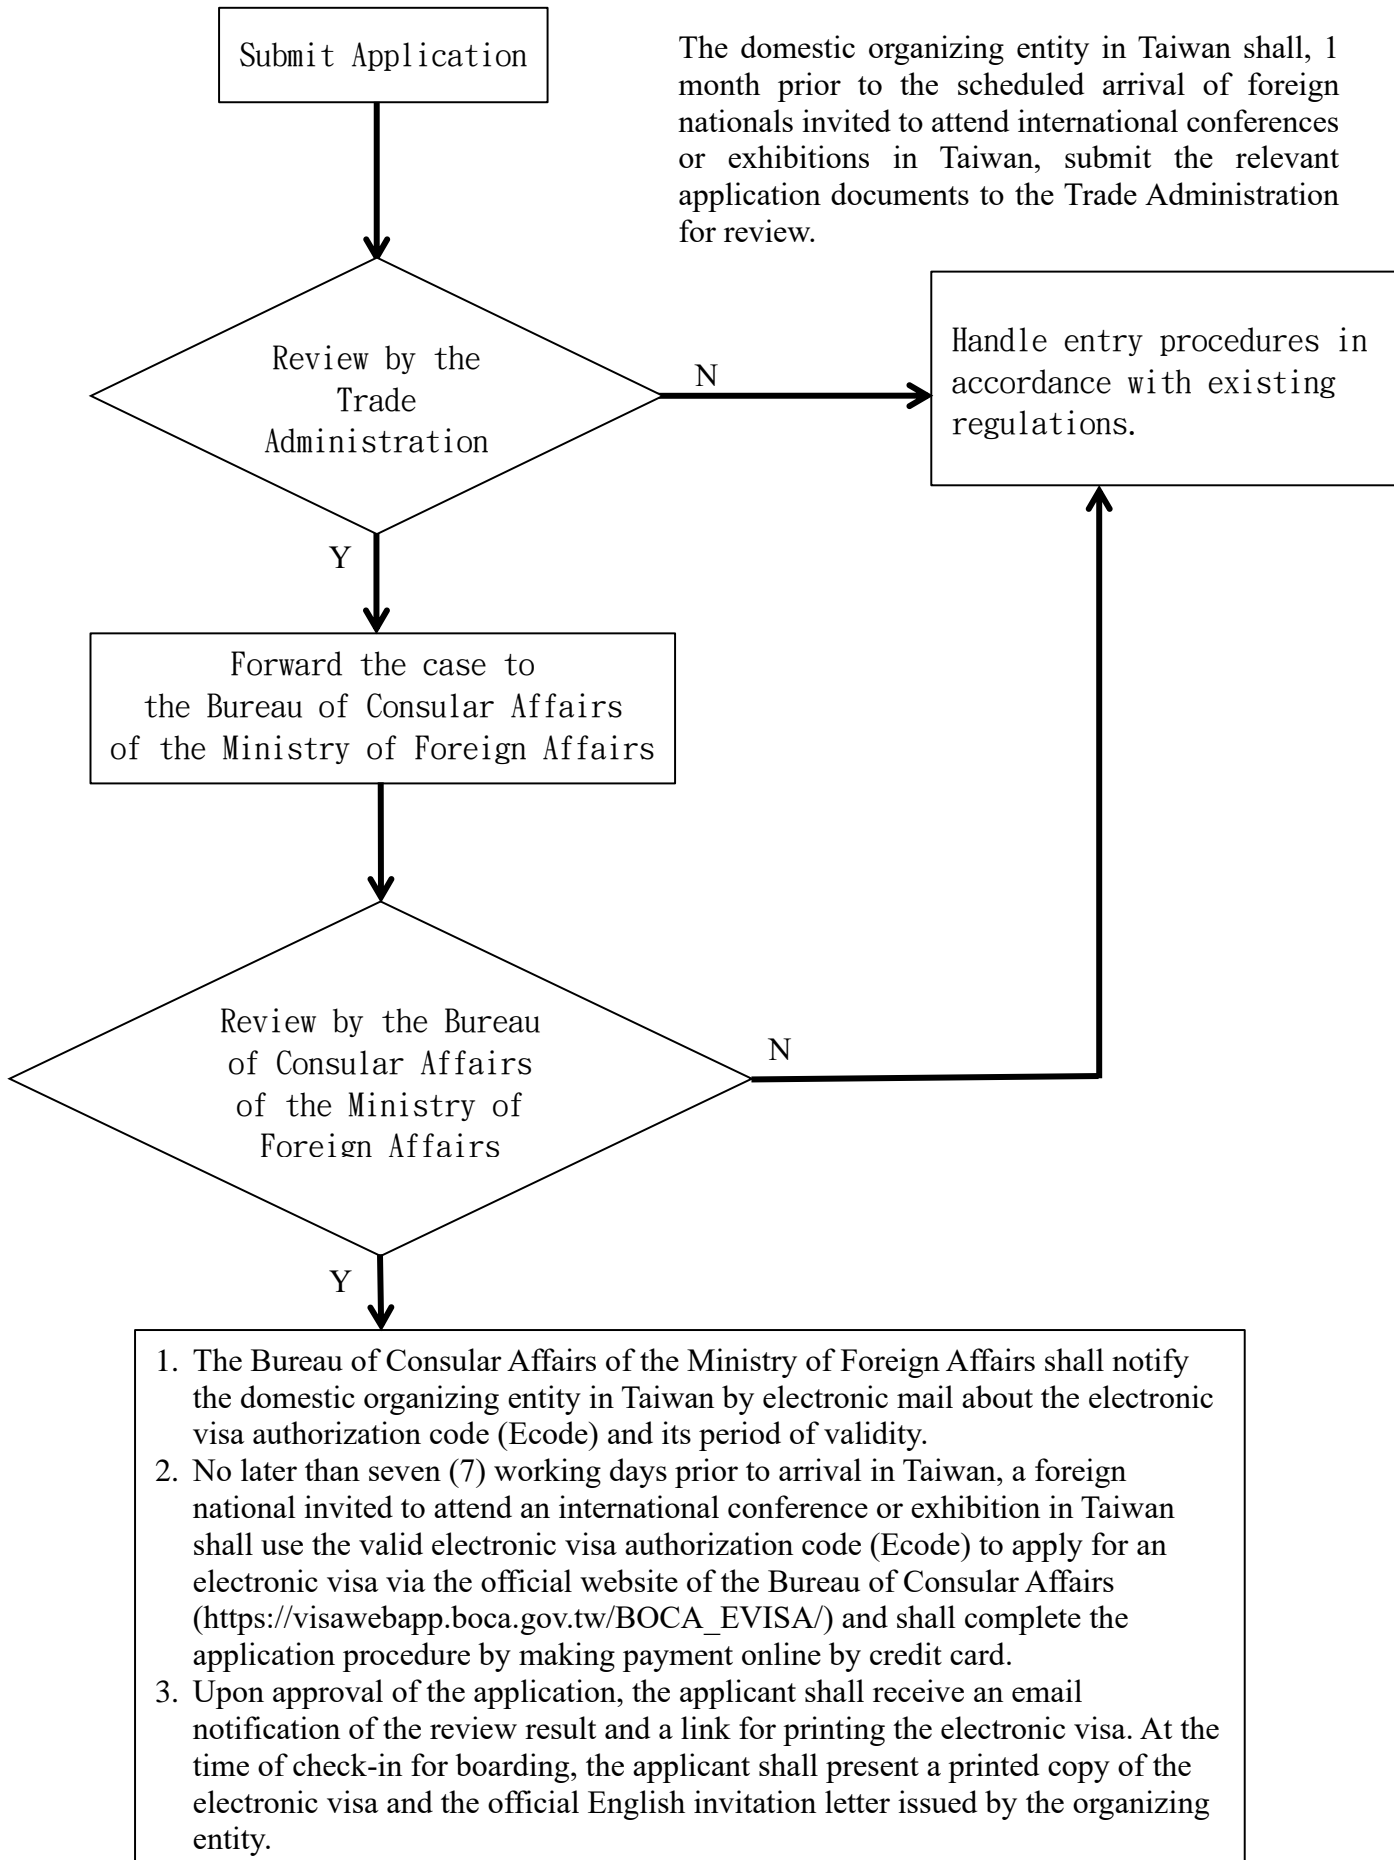 Submit Application
The domestic organizing entity in Taiwan shall, 1
month prior to the scheduled arrival of foreign
nationals invited to attend international conferences
or exhibitions in Taiwan, submit the relevant
application documents to the Trade Administration
for review.
Review by the
Trade
Administration
N
Handle entry procedures in
accordance with existing
regulations.
Y
Forward the case to
the Bureau of Consular Affairs
of the Ministry of Foreign Affairs
Review by the Bureau
of Consular Affairs
of the Ministry of
Foreign Affairs
N
Y
1. The Bureau of Consular Affairs of the Ministry of Foreign Affairs shall notify
the domestic organizing entity in Taiwan by electronic mail about the electronic
visa authorization code (Ecode) and its period of validity.
2. No later than seven (7) working days prior to arrival in Taiwan, a foreign
national invited to attend an international conference or exhibition in Taiwan
shall use the valid electronic visa authorization code (Ecode) to apply for an
electronic visa via the official website of the Bureau of Consular Affairs
(https://visawebapp.boca.gov.tw/BOCA_EVISA/) and shall complete the
application procedure by making payment online by credit card.
3. Upon approval of the application, the applicant shall receive an email
notification of the review result and a link for printing the electronic visa. At the
time of check-in for boarding, the applicant shall present a printed copy of the
electronic visa and the official English invitation letter issued by the organizing
entity.